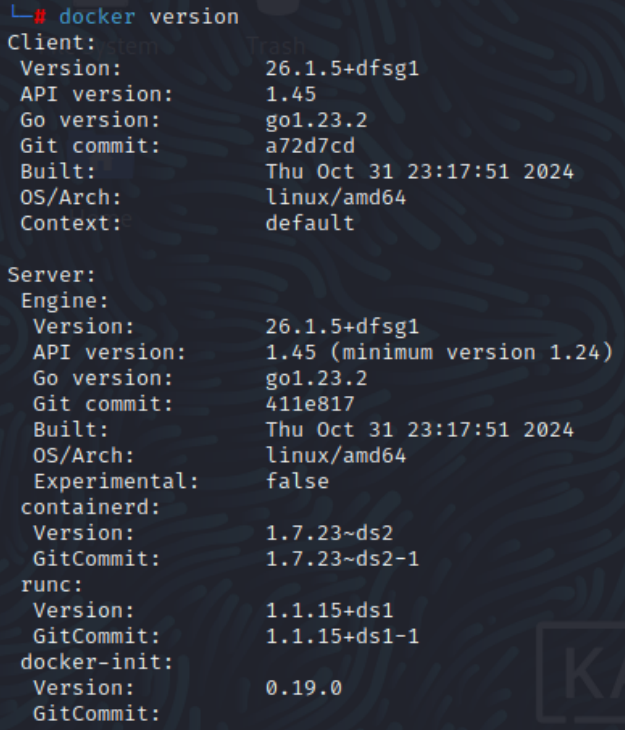 └─# docker version
Client:
 Version:           26.1.5+dfsg1
 API version:       1.45
 Go version:        go1.23.2
 Git commit:        a72d7cd
 Built:             Thu Oct 31 23:17:51 2024
 OS/Arch:           linux/amd64
 Context:           default

Server:
 Engine:
  Version:          26.1.5+dfsg1
  API version:      1.45 (minimum version 1.24)
  Go version:       go1.23.2
  Git commit:       411e817
  Built:            Thu Oct 31 23:17:51 2024
  OS/Arch:          linux/amd64
  Experimental:     false
 containerd:
  Version:          1.7.23~ds2
  GitCommit:        1.7.23~ds2-1
 runc:
  Version:          1.1.15+ds1
  GitCommit:        1.1.15+ds1-1
 docker-init:
  Version:          0.19.0
  GitCommit:
Trash
KA